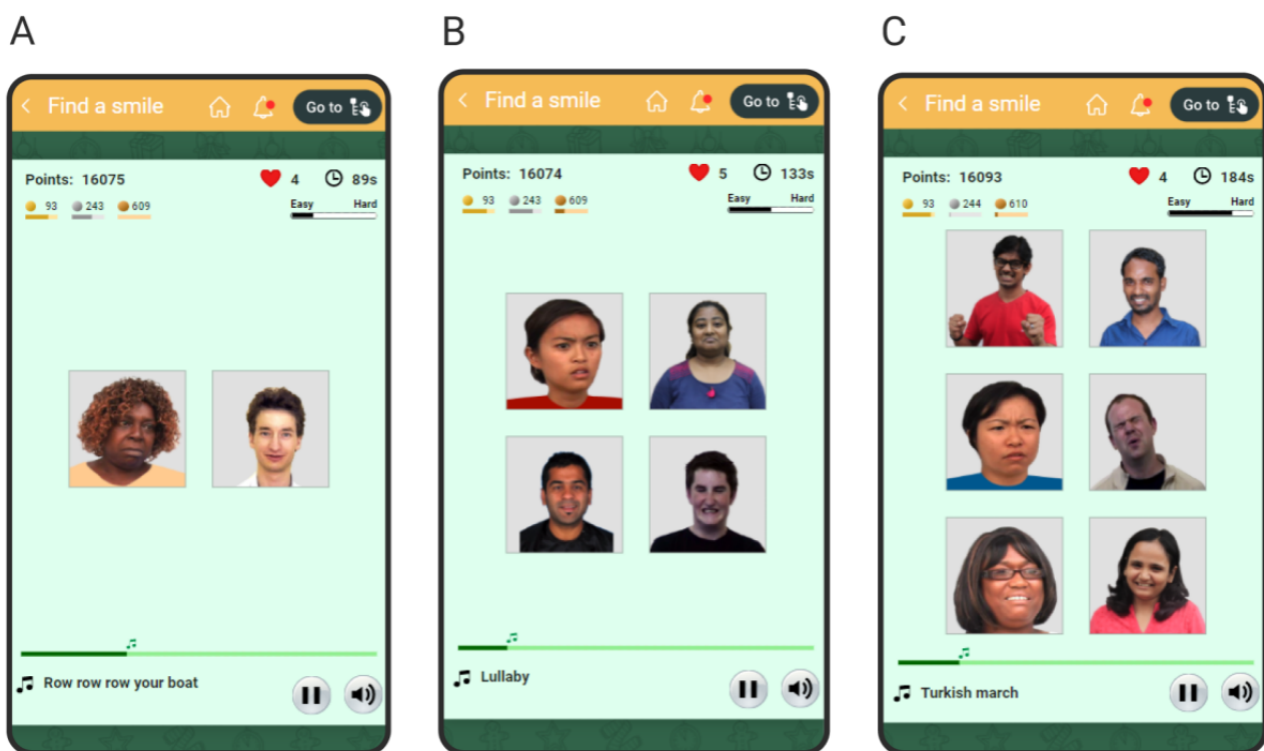 A
Find a smile
Go to
Points: 16075
4
89s
93 243 609
Easy Hard
Row row row your boat
B
Find a smile
Go to
Points: 16074
5
133s
93 243 609
Easy Hard
Lullaby
C
Find a smile
Go to
Points: 16093
4
184s
93 244 610
Easy Hard
Turkish march